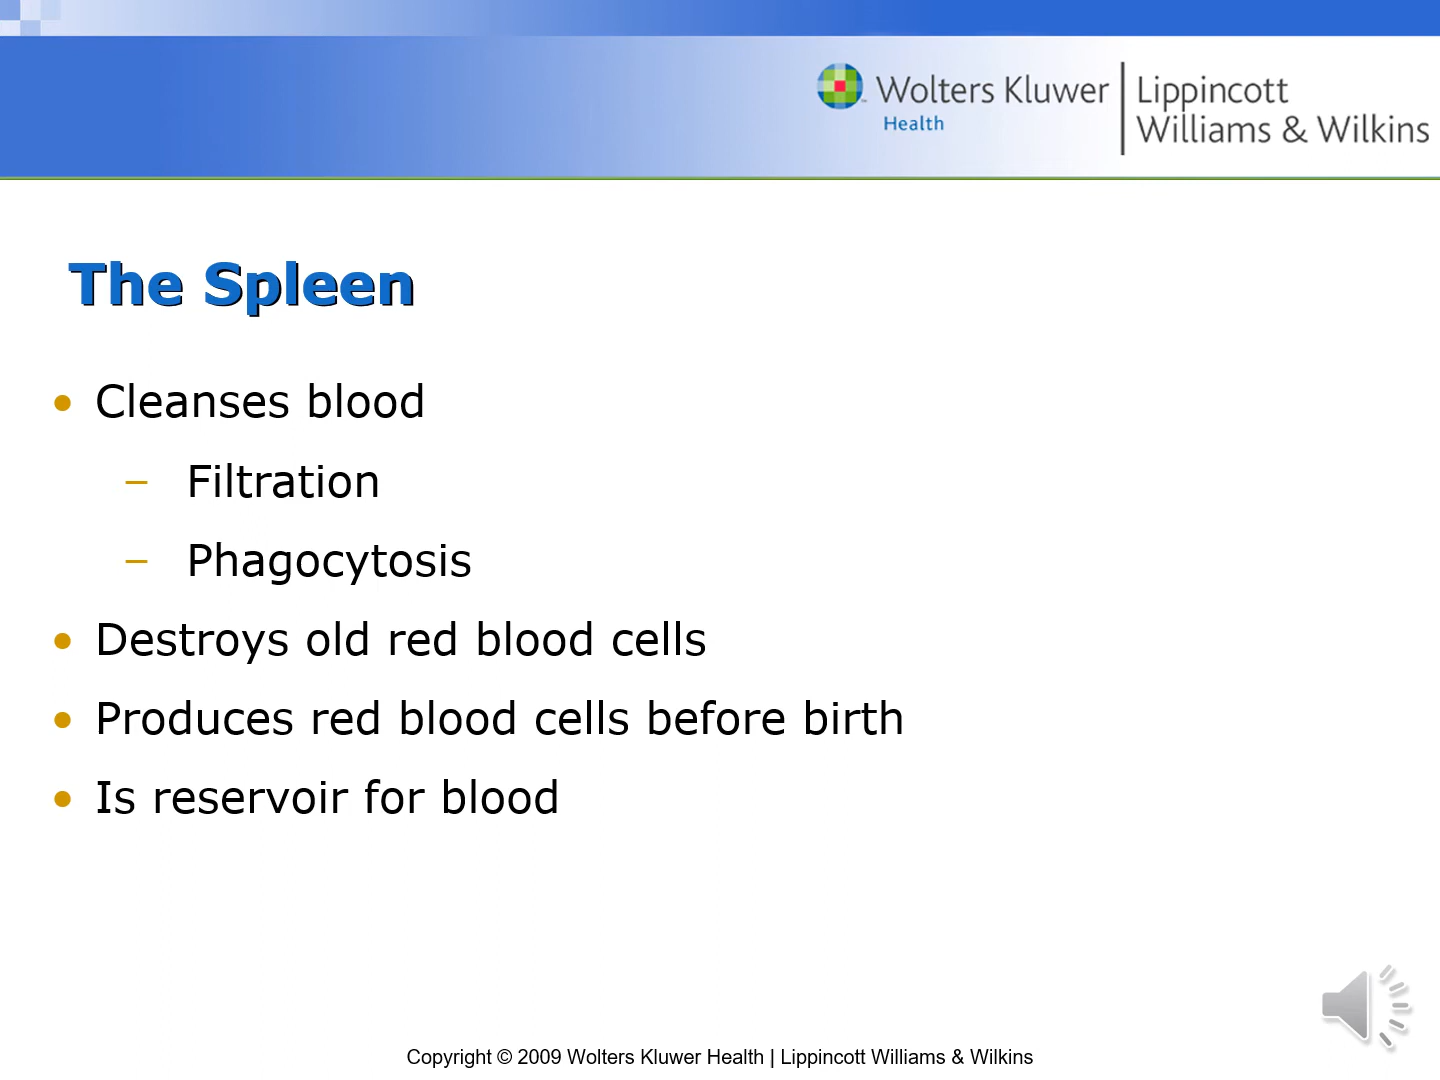 Wolters Kluwer
Health
Lippincott
Williams & Wilkins
The Spleen
• Cleanses blood
– Filtration
– Phagocytosis
• Destroys old red blood cells
• Produces red blood cells before birth
• Is reservoir for blood
Copyright © 2009 Wolters Kluwer Health | Lippincott Williams & Wilkins